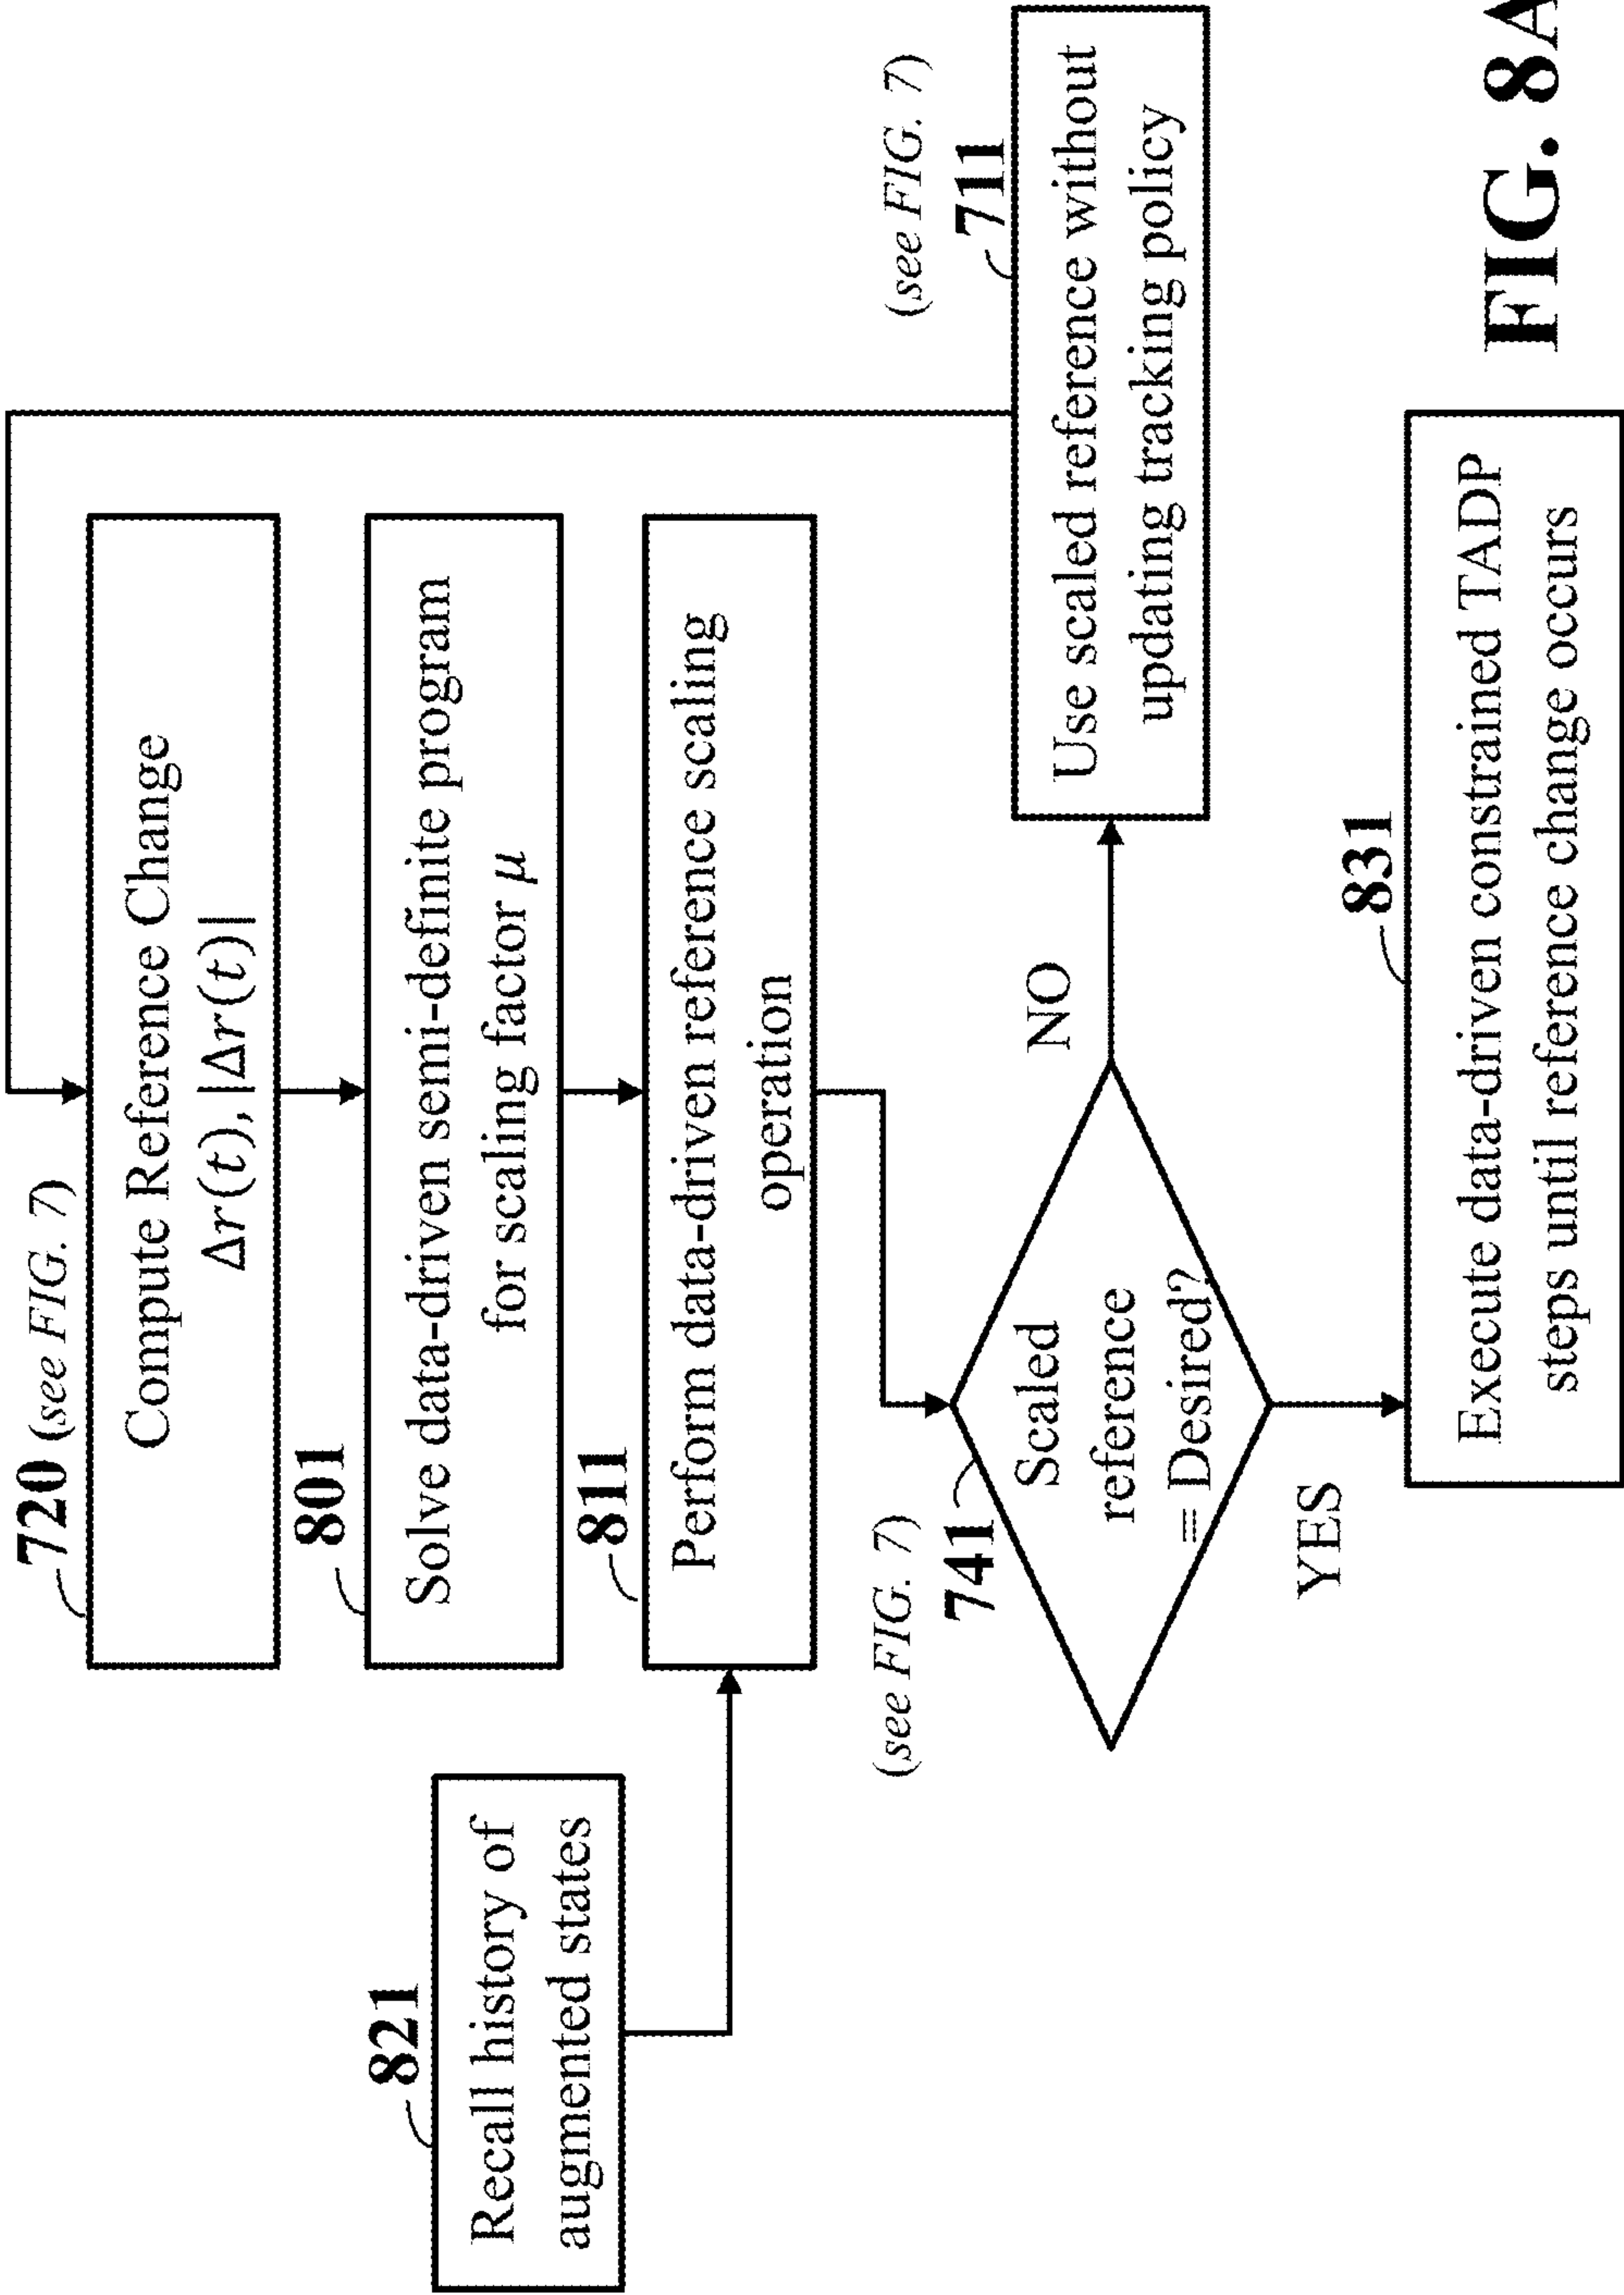 720 (see FIG. 7)
Compute Reference Change
Δr(t), |Δr(t)|
801
Solve data-driven semi-definite program
for scaling factor μ
821
Recall history of
augmented states
811
Perform data-driven reference scaling
operation
(see FIG. 7)
741
Scaled
reference
= Desired?
NO
YES
(see FIG. 7)
711
Use scaled reference without
updating tracking policy
831
Execute data-driven constrained TADP
steps until reference change occurs
FIG. 8A